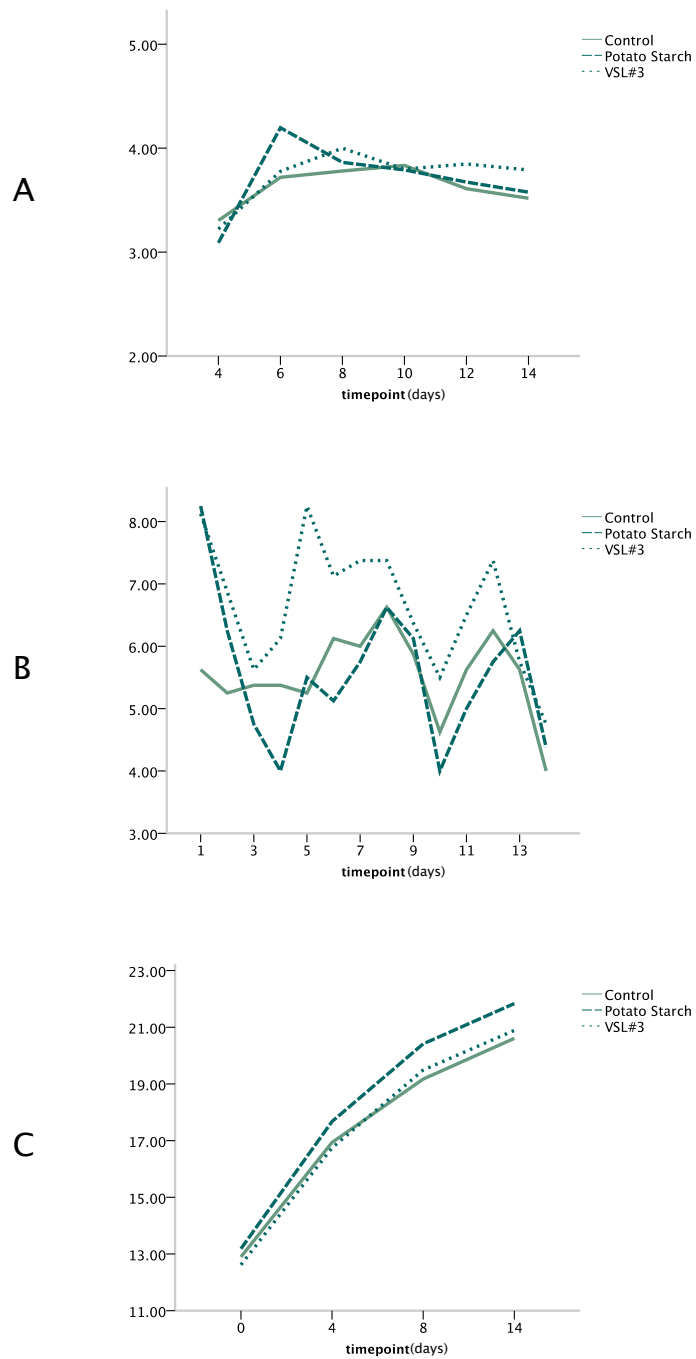 A
5.00
4.00
3.00
2.00
4 6 8 10 12 14
timepoint(days)
Control
Potato Starch
VSL#3
B
8.00
7.00
6.00
5.00
4.00
3.00
1 3 5 7 9 11 13
timepoint(days)
Control
Potato Starch
VSL#3
C
23.00
21.00
19.00
17.00
15.00
13.00
11.00
0 4 8 14
timepoint(days)
Control
Potato Starch
VSL#3